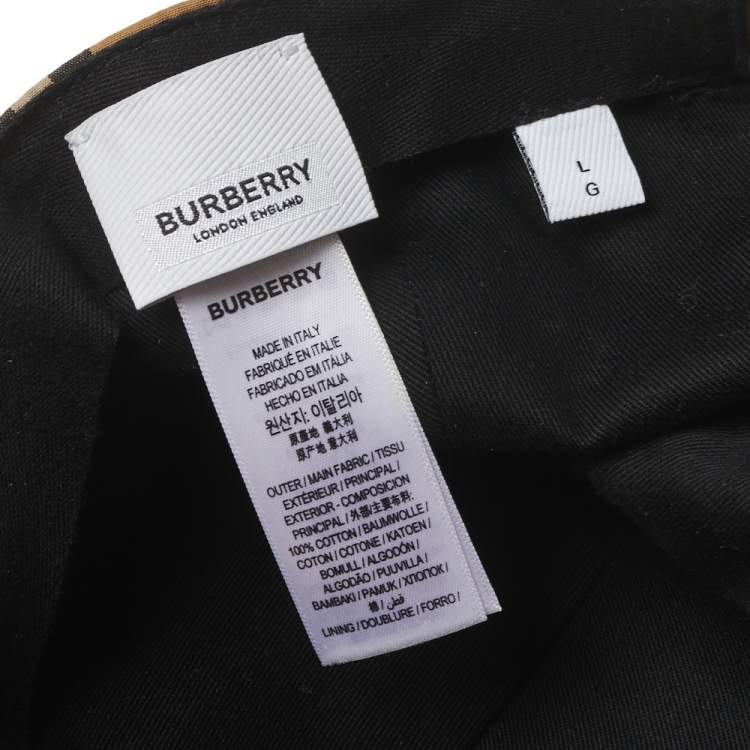 BURBERRY
LONDON ENGLAND
L
G
BURBERRY
MADE IN ITALY
FABRIQUÉ EN ITALIE
FABRICADO EM ITÁLIA
HECHO EN ITALIA
원산지: 이탈리아
原產地 義大利
原产地 意大利
OUTER / MAIN FABRIC / TISSU
EXTÉRIEUR / PRINCIPAL /
EXTERIOR - COMPOSICION
PRINCIPAL / 外部/主要布料:
100% COTTON / BAUMWOLLE /
COTON / COTONE / KATOEN /
BOMULL / ALGODÓN /
ALGODÃO / PUUVILLA /
BAMBAKI / PAMUK / ХЛОПОК /
棉 / قطن /
LINING / DOUBLURE / FORRO /